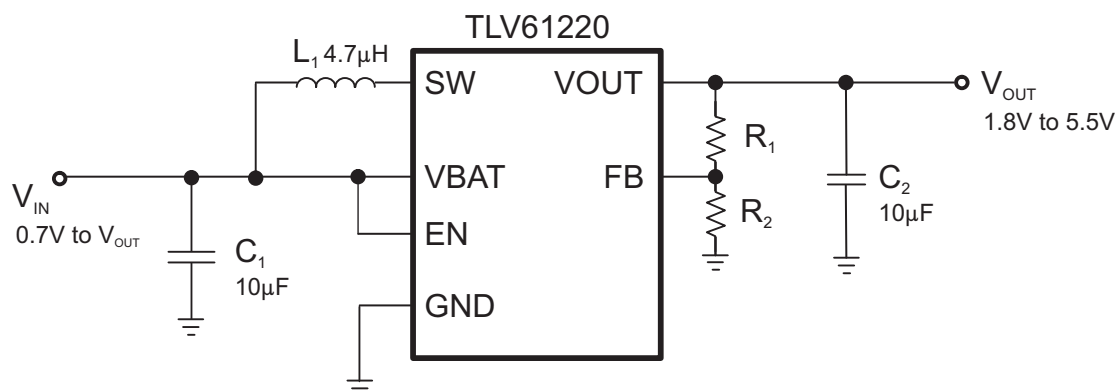 TLV61220
L1 4.7μH
SW
VOUT
VOUT
1.8V to 5.5V
R1
VBAT
FB
VIN
0.7V to VOUT
C2
10μF
R2
EN
C1
10μF
GND